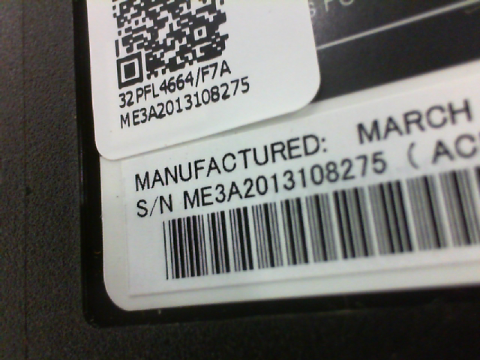 32PFL4664/F7A
ME3A2013108275
MANUFACTURED: MARCH
S/N ME3A2013108275 ( AC